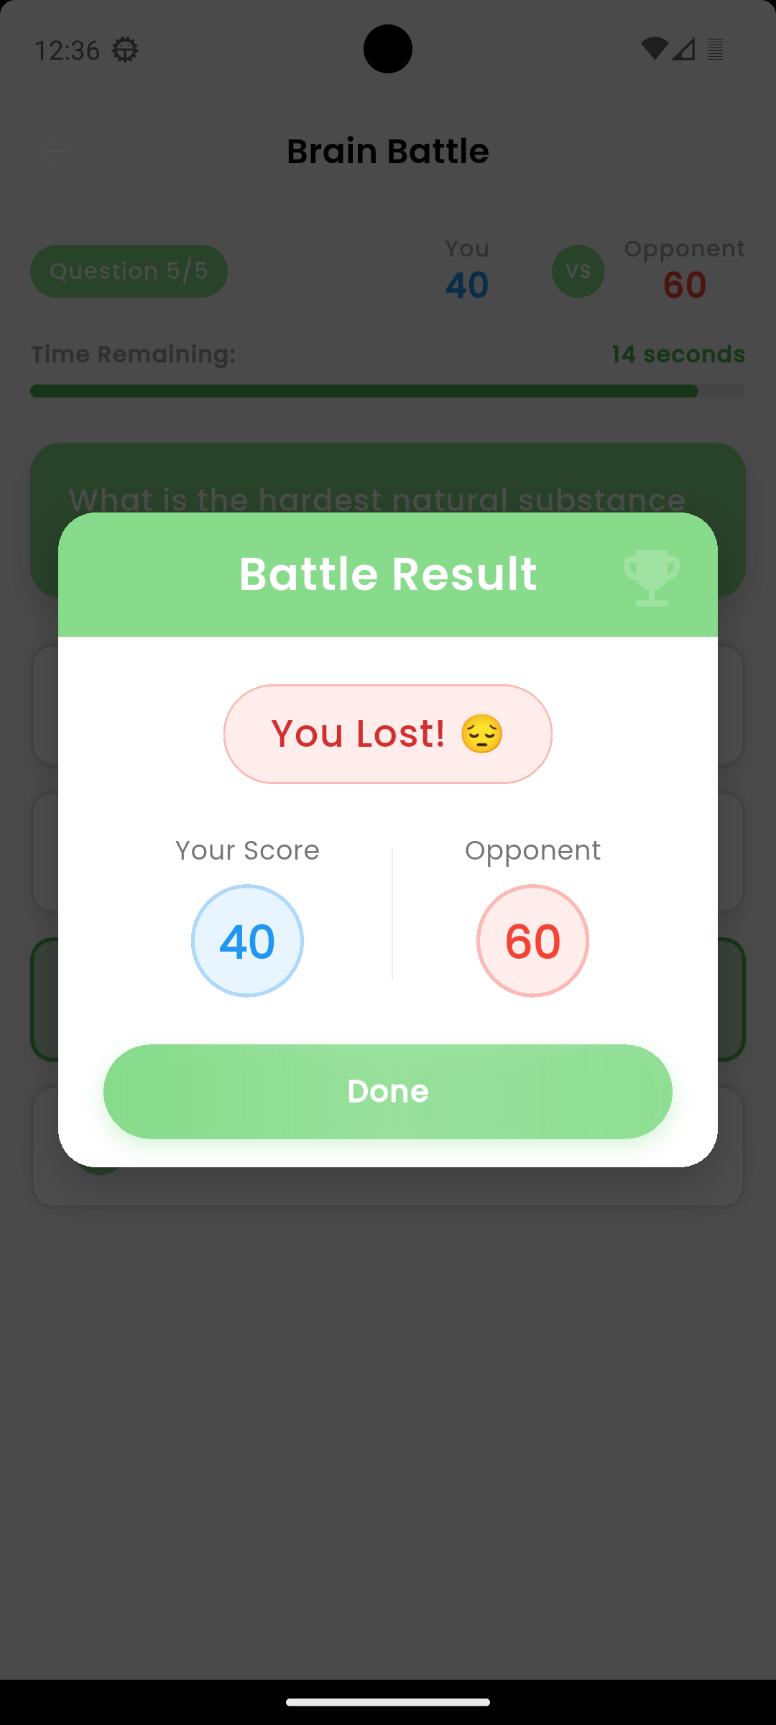 12:36
Brain Battle
Question 5/5
You
40
VS
Opponent
60
Time Remaining:
14 seconds
What is the hardest natural substance
Battle Result
You Lost! 😔
Your Score
Opponent
40
60
Done